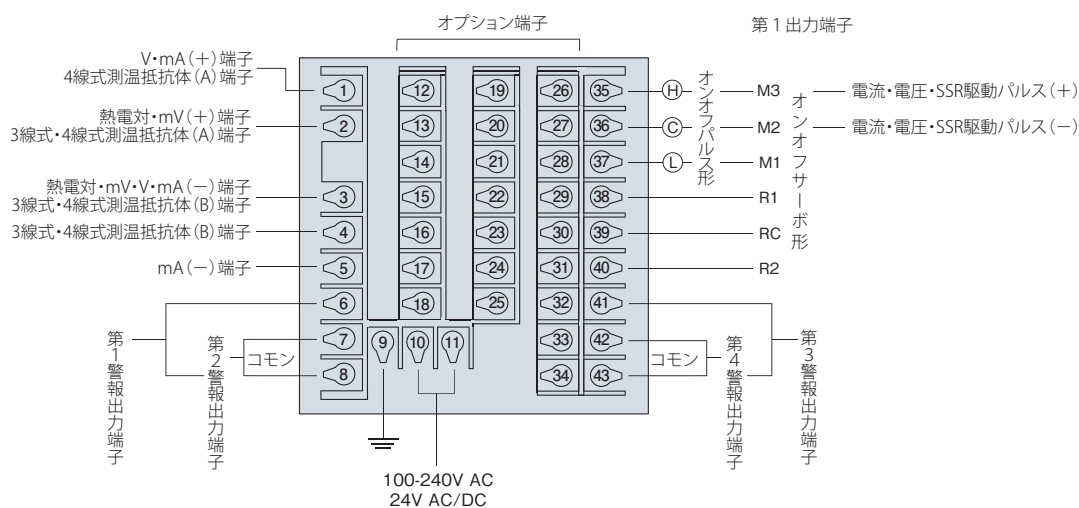 オプション端子
第1出力端子
V・mA(+)端子
4線式測温抵抗体(A)端子
熱電対・mV(+)端子
3線式・4線式測温抵抗体(A)端子
熱電対・mV・V・mA(−)端子
3線式・4線式測温抵抗体(B)端子
3線式・4線式測温抵抗体(B)端子
mA(−)端子
第1警報出力端子
第2警報出力端子
コモン
1
2
3
4
5
6
7
8
9
10
11
12
13
14
15
16
17
18
19
20
21
22
23
24
25
26
27
28
29
30
31
32
33
34
35
36
37
38
39
40
41
42
43
H
C
L
オンオフパルス形
M3
M2
M1
R1
RC
R2
オンオフサーボ形
電流・電圧・SSR駆動パルス(+)
電流・電圧・SSR駆動パルス(−)
コモン
第4警報出力端子
第3警報出力端子
100-240V AC
24V AC/DC